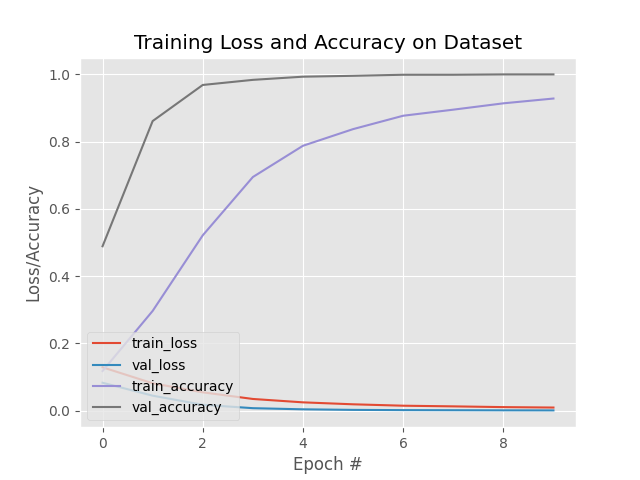 Training Loss and Accuracy on Dataset
Loss/Accuracy
1.0
0.8
0.6
0.4
0.2
0.0
train_loss
val_loss
train_accuracy
val_accuracy
0 2 4 6 8
Epoch #